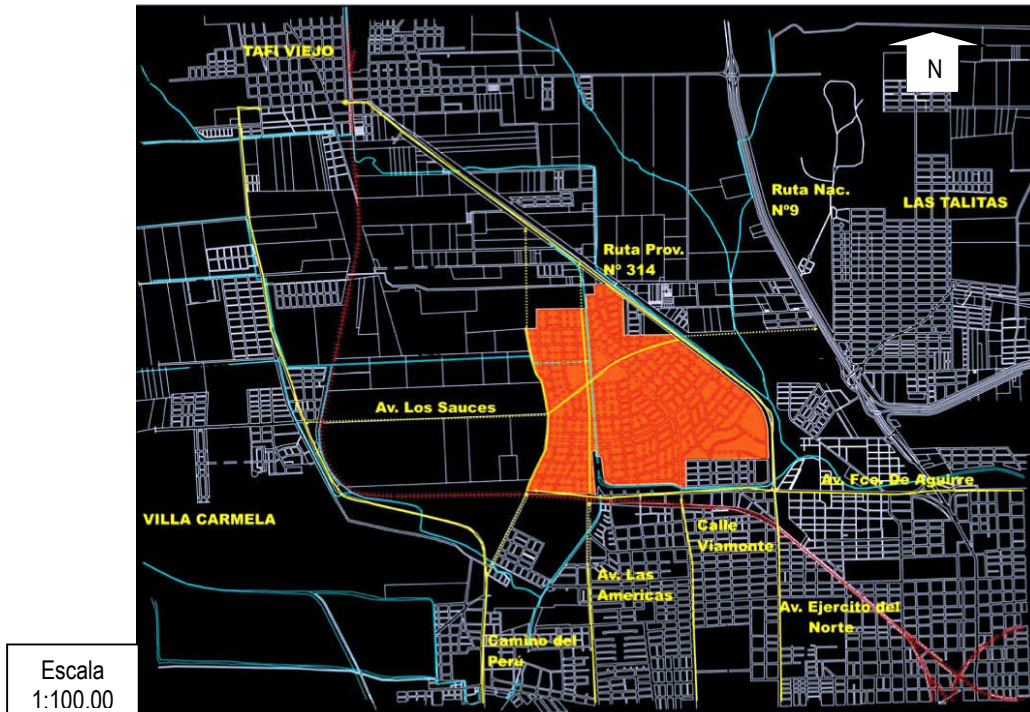 TAFI VIEJO
N
Ruta Nac.
Nº9
LAS TALITAS
Ruta Prov.
Nº 314
Av. Los Sauces
Av. Fco. De Aguirre
VILLA CARMELA
Calle
Viamonte
Av. Las
Americas
Av. Ejercito del
Norte
Camino del
Perú
Escala
1:100.00